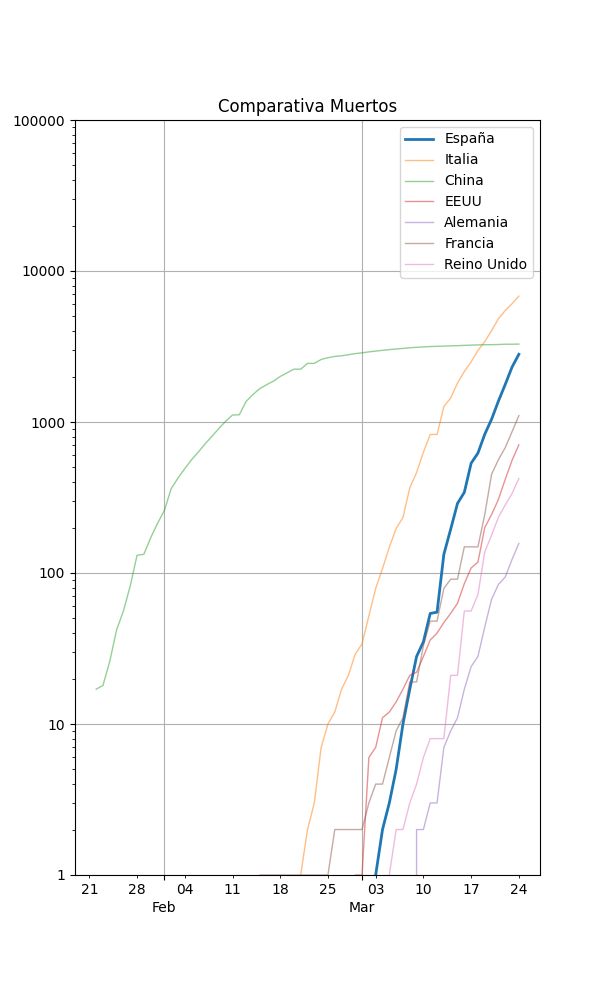 Comparativa Muertos
100000
10000
1000
100
10
1
España
Italia
China
EEUU
Alemania
Francia
Reino Unido
21 28 04 11 18 25 03 10 17 24
Feb Mar